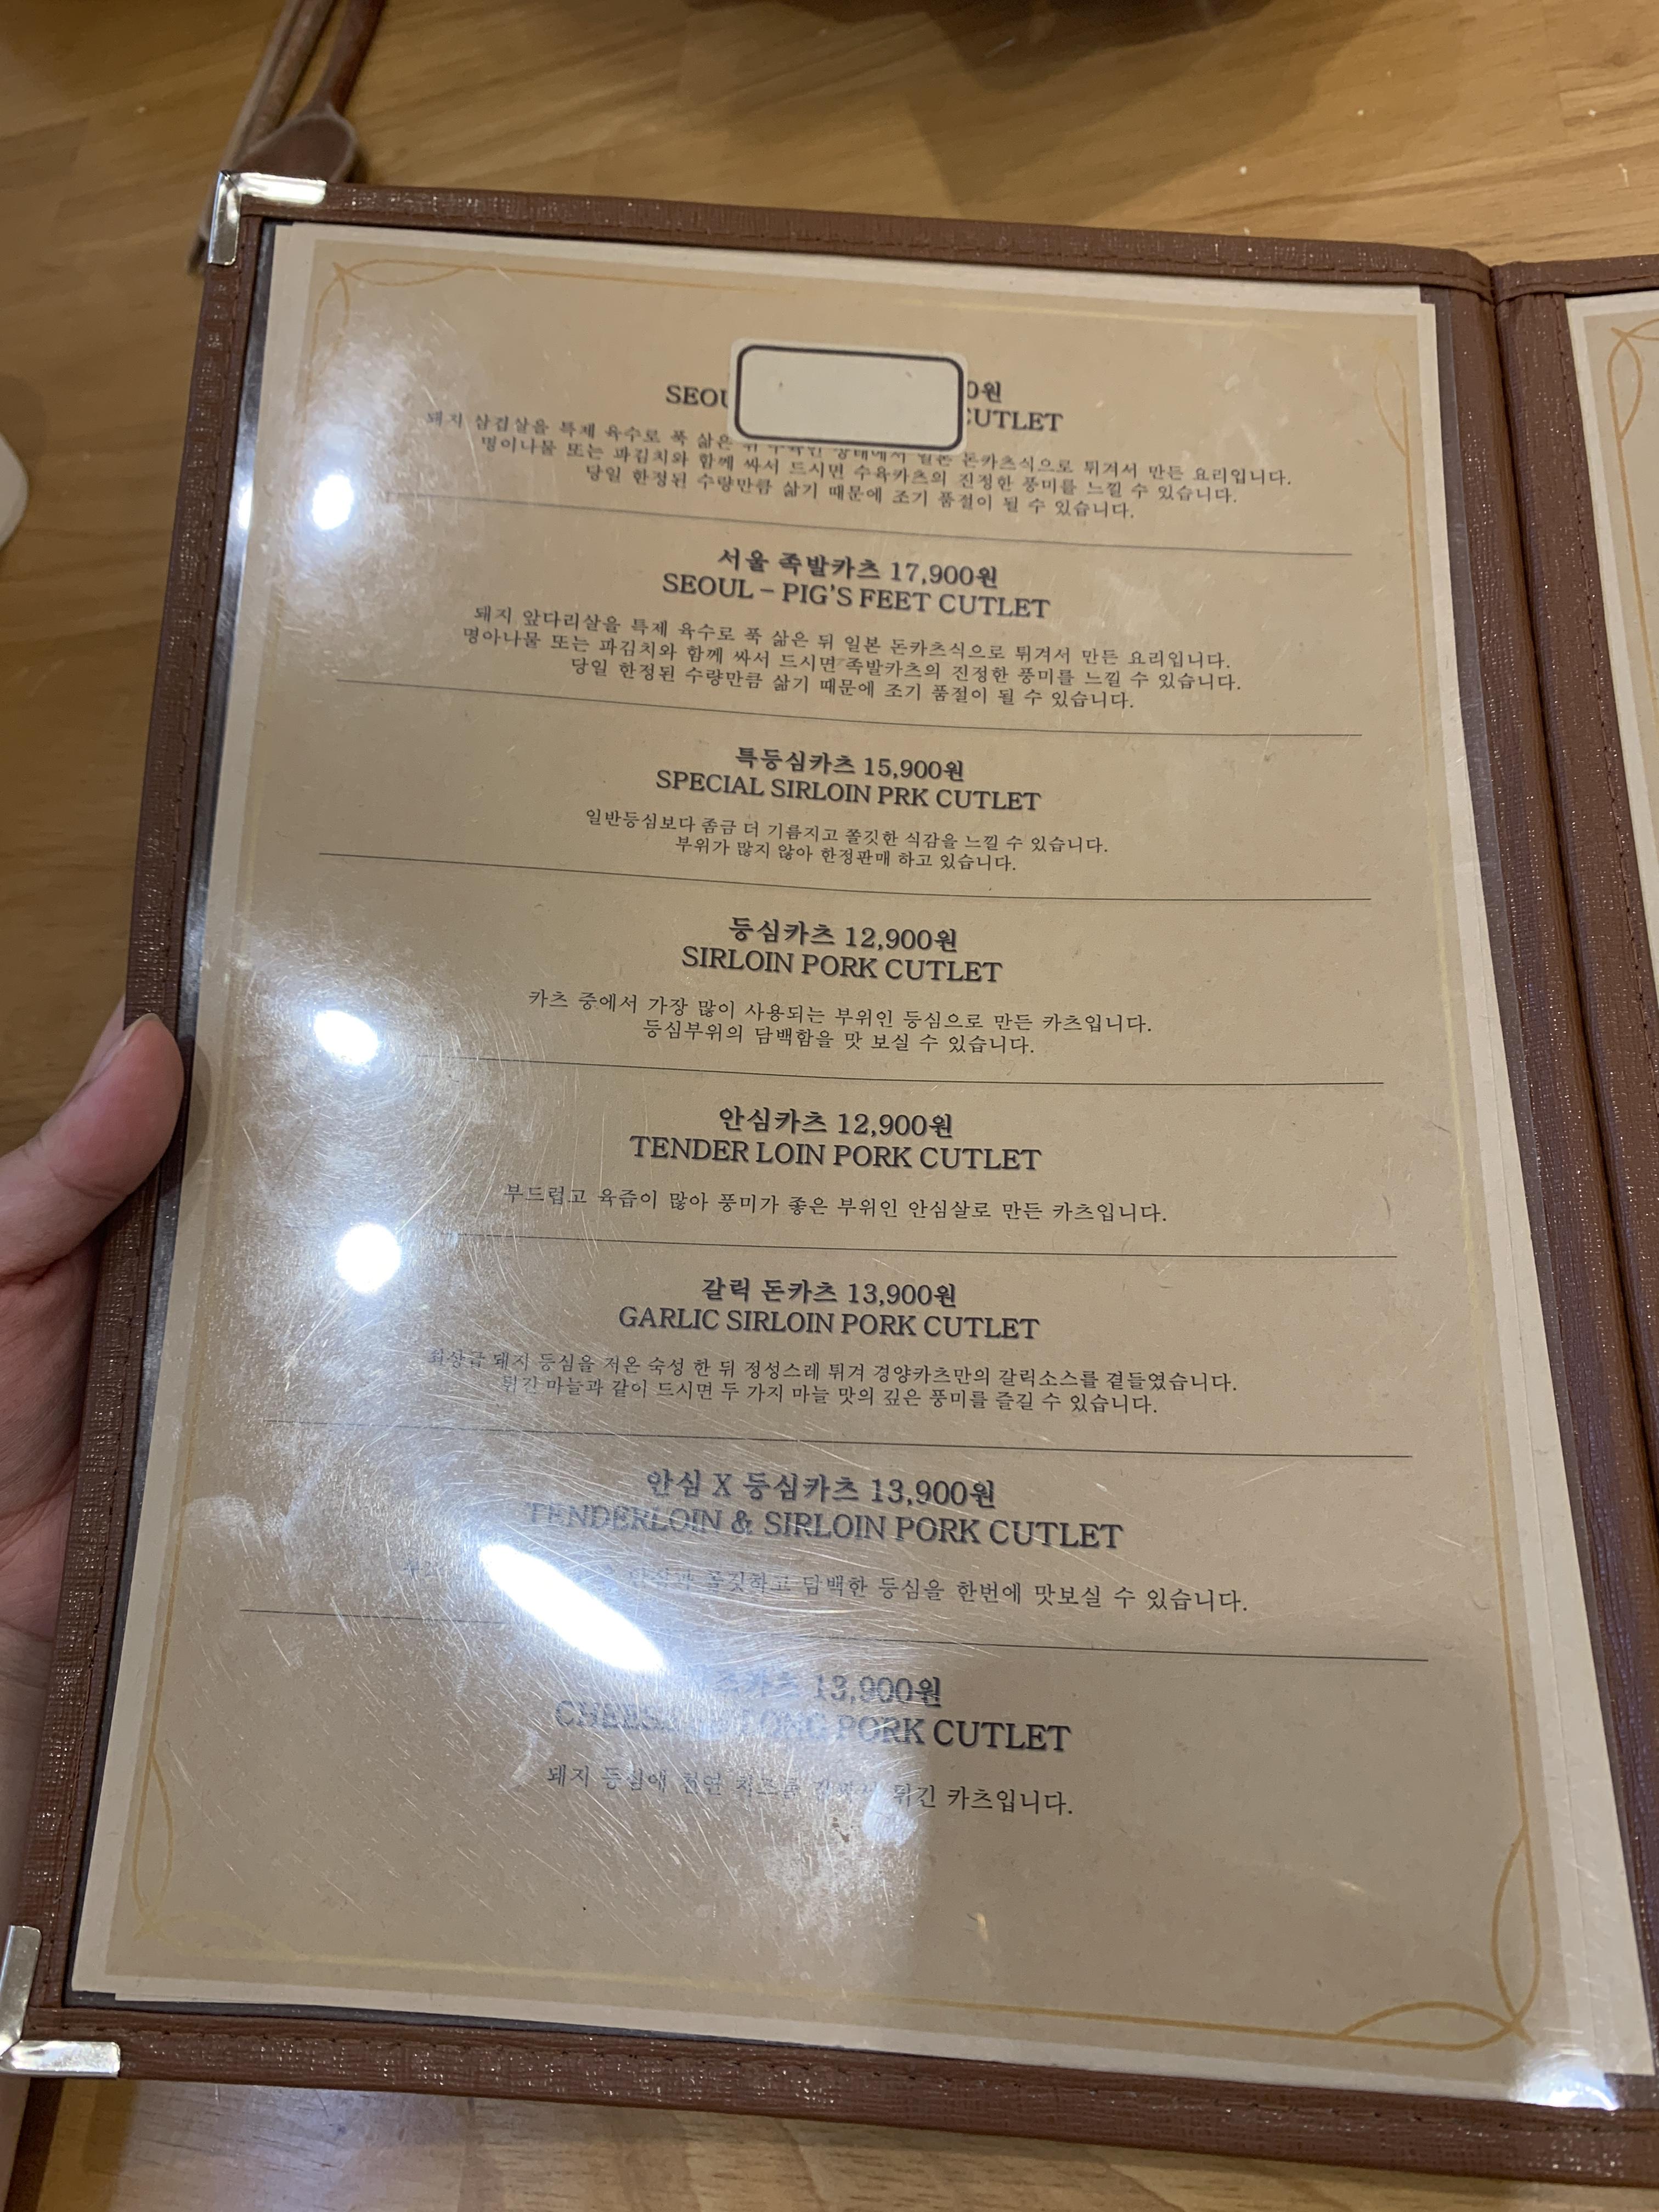 0원
CUTLET
돼지 삼겹살을 특제 육수로 푹 삶은 뒤 일본 돈카츠식으로 튀겨서 만든 요리입니다.
명이나물 또는 파김치와 함께 싸서 드시면 수육카츠의 진정한 풍미를 느낄 수 있습니다.
당일 한정된 수량만큼 삶기 때문에 조기 품절이 될 수 있습니다.
서울 족발카츠 17,900원
SEOUL – PIG'S FEET CUTLET
돼지 앞다리살을 특제 육수로 푹 삶은 뒤 일본 돈카츠식으로 튀겨서 만든 요리입니다.
명아나물 또는 파김치와 함께 싸서 드시면 족발카츠의 진정한 풍미를 느낄 수 있습니다.
당일 한정된 수량만큼 삶기 때문에 조기 품절이 될 수 있습니다.
특등심카츠 15,900원
SPECIAL SIRLOIN PRK CUTLET
일반등심보다 좀금 더 기름지고 쫄깃한 식감을 느낄 수 있습니다.
부위가 많지 않아 한정판매 하고 있습니다.
등심카츠 12,900원
SIRLOIN PORK CUTLET
카츠 중에서 가장 많이 사용되는 부위인 등심으로 만든 카츠입니다.
등심부위의 담백함을 맛 보실 수 있습니다.
안심카츠 12,900원
TENDER LOIN PORK CUTLET
부드럽고 육즙이 많아 풍미가 좋은 부위인 안심살로 만든 카츠입니다.
갈릭 돈카츠 13,900원
GARLIC SIRLOIN PORK CUTLET
최상급 돼지 등심을 저온 숙성 한 뒤 정성스레 튀겨 경양카츠만의 갈릭소스를 곁들였습니다.
튀긴 마늘과 같이 드시면 두 가지 마늘 맛의 깊은 풍미를 즐길 수 있습니다.
안심 X 등심카츠 13,900원
TENDERLOIN & SIRLOIN PORK CUTLET
안심과 쫄깃하고 담백한 등심을 한번에 맛보실 수 있습니다.
13,900원
LONG PORK CUTLET
돼지 등심에 천연 치즈를 튀긴 카츠입니다.